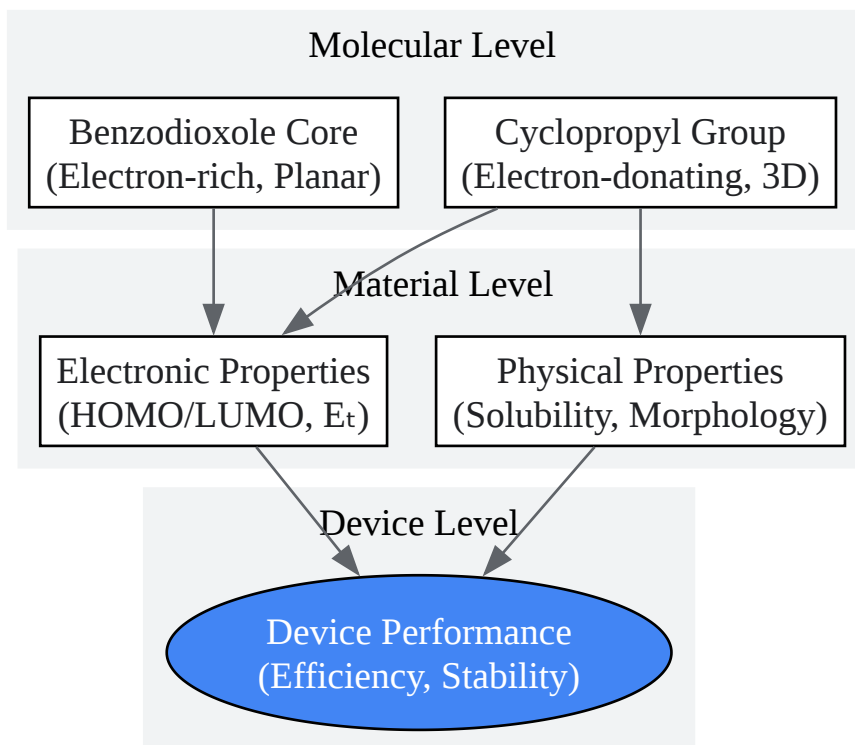 Molecular Level
Benzodioxole Core
(Electron-rich, Planar)
Cyclopropyl Group
(Electron-donating, 3D)
Material Level
Electronic Properties
(HOMO/LUMO, Eₜ)
Physical Properties
(Solubility, Morphology)
Device Level
Device Performance
(Efficiency, Stability)